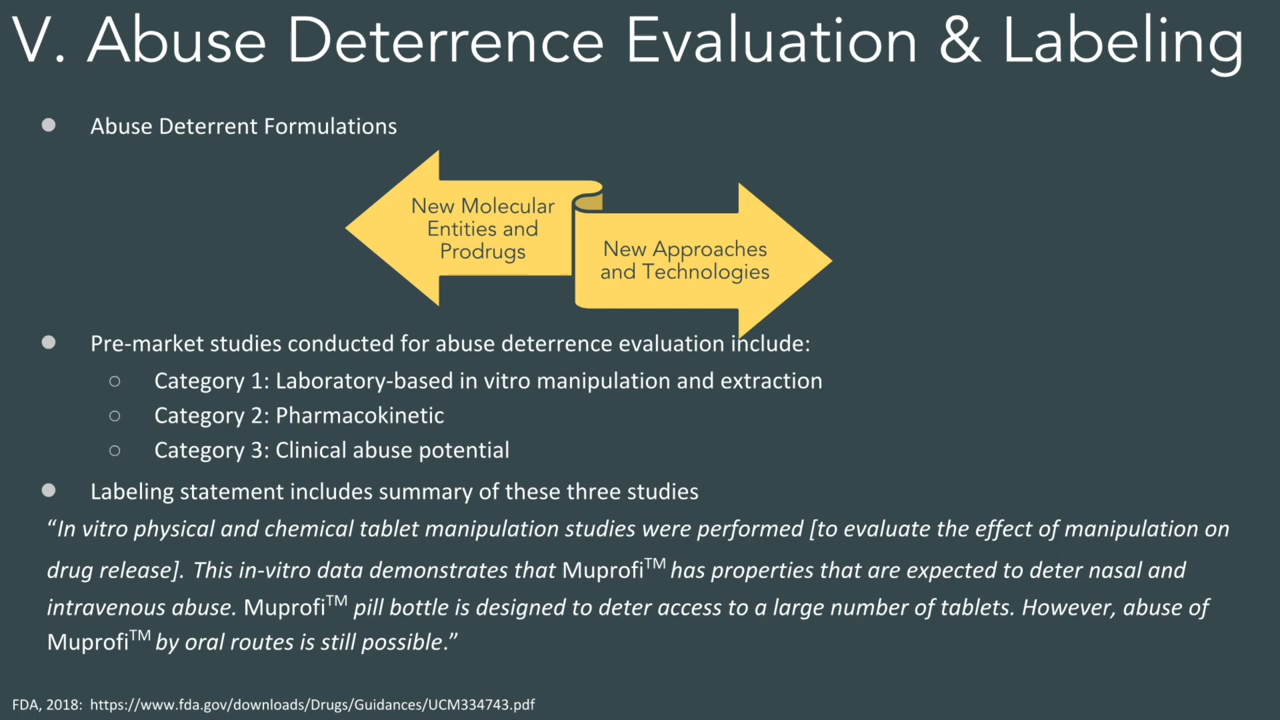 V. Abuse Deterrence Evaluation & Labeling
● Abuse Deterrent Formulations
New Molecular
Entities and
Prodrugs
New Approaches
and Technologies
● Pre-market studies conducted for abuse deterrence evaluation include:
○ Category 1: Laboratory-based in vitro manipulation and extraction
○ Category 2: Pharmacokinetic
○ Category 3: Clinical abuse potential
● Labeling statement includes summary of these three studies
“In vitro physical and chemical tablet manipulation studies were performed [to evaluate the effect of manipulation on
drug release]. This in-vitro data demonstrates that Muprofi™ has properties that are expected to deter nasal and
intravenous abuse. Muprofi™ pill bottle is designed to deter access to a large number of tablets. However, abuse of
Muprofi™ by oral routes is still possible.”
FDA, 2018: https://www.fda.gov/downloads/Drugs/Guidances/UCM334743.pdf